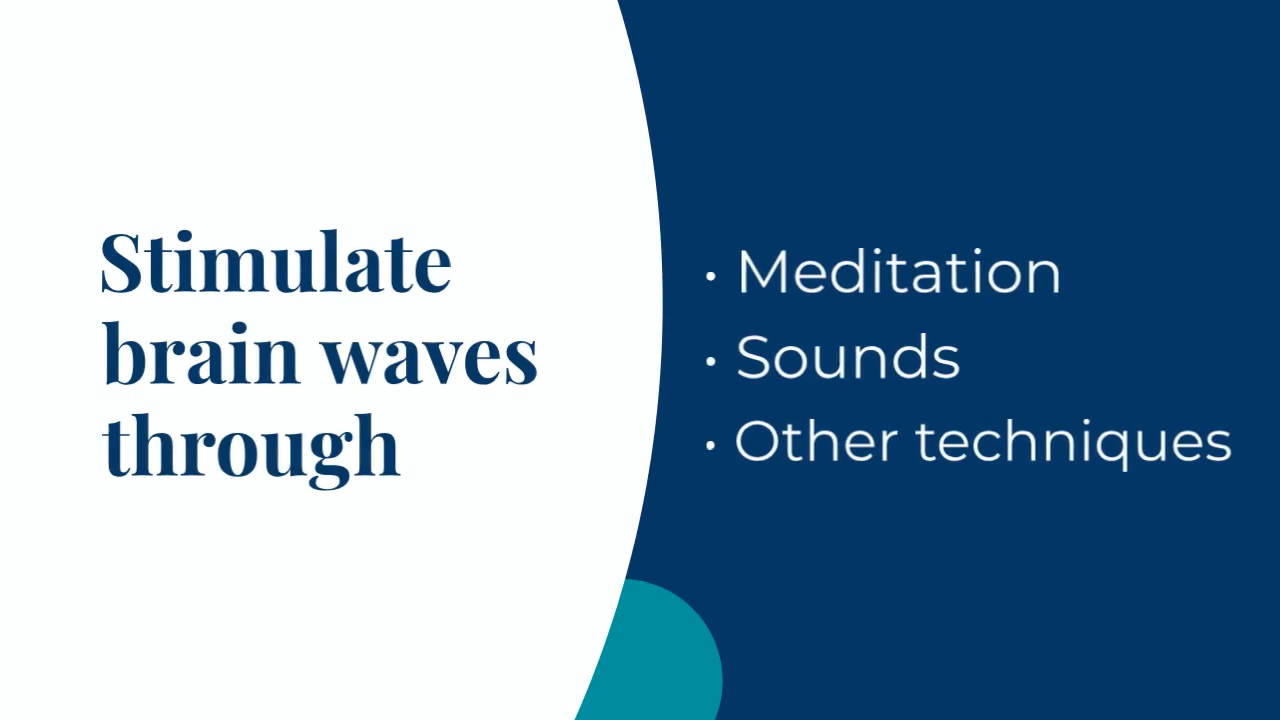 Stimulate
brain waves
through
• Meditation
• Sounds
• Other techniques